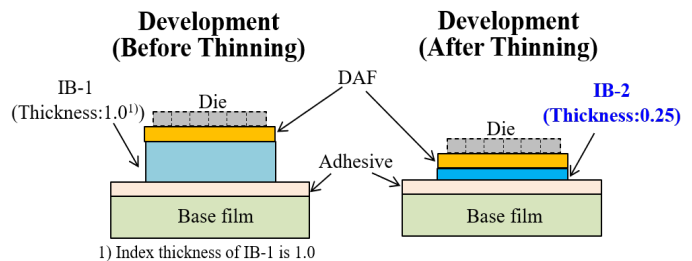 Development
(Before Thinning)
Development
(After Thinning)
IB-1
(Thickness:1.0¹⁾)
Die
DAF
IB-2
(Thickness:0.25)
Die
Adhesive
Base film
Base film
1) Index thickness of IB-1 is 1.0